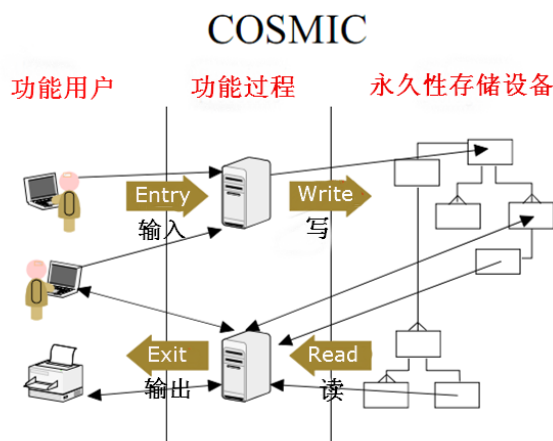 COSMIC
功能用户
功能过程
永久性存储设备
Entry
输入
Write
写
Exit
输出
Read
读